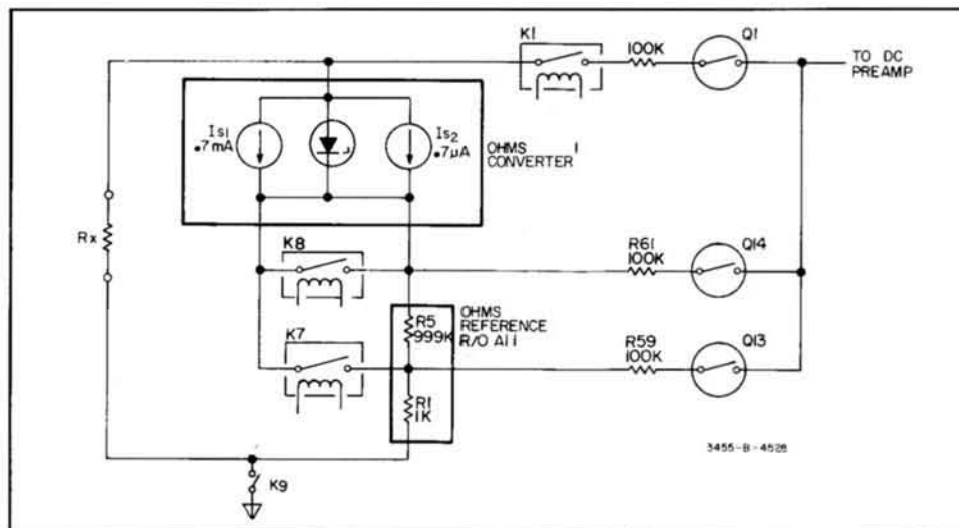 K1
100K
Q1
TO DC
PREAMP
Is1
.7mA
Is2
.7µA
OHMS
CONVERTER
Rx
K8
R61
100K
Q14
K7
R5
999K
OHMS
REFERENCE
R/O A11
R59
100K
Q13
R1
1K
3455-B-4528
K9